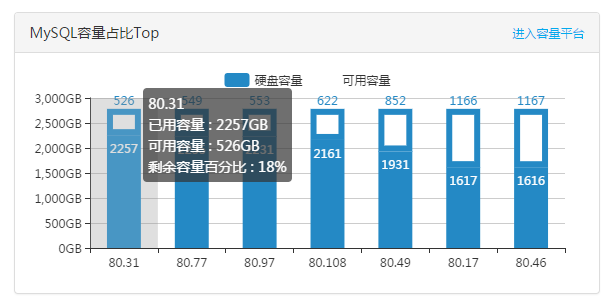 MySQL容量占比Top
进入容量平台
硬盘容量
可用容量
3,000GB
2,500GB
2,000GB
1,500GB
1,000GB
500GB
0GB
526
549
553
622
852
1166
1167
2257
2161
1931
1617
1616
80.31
已用容量 : 2257GB
可用容量 : 526GB
剩余容量百分比 : 18%
80.31
80.77
80.97
80.108
80.49
80.17
80.46